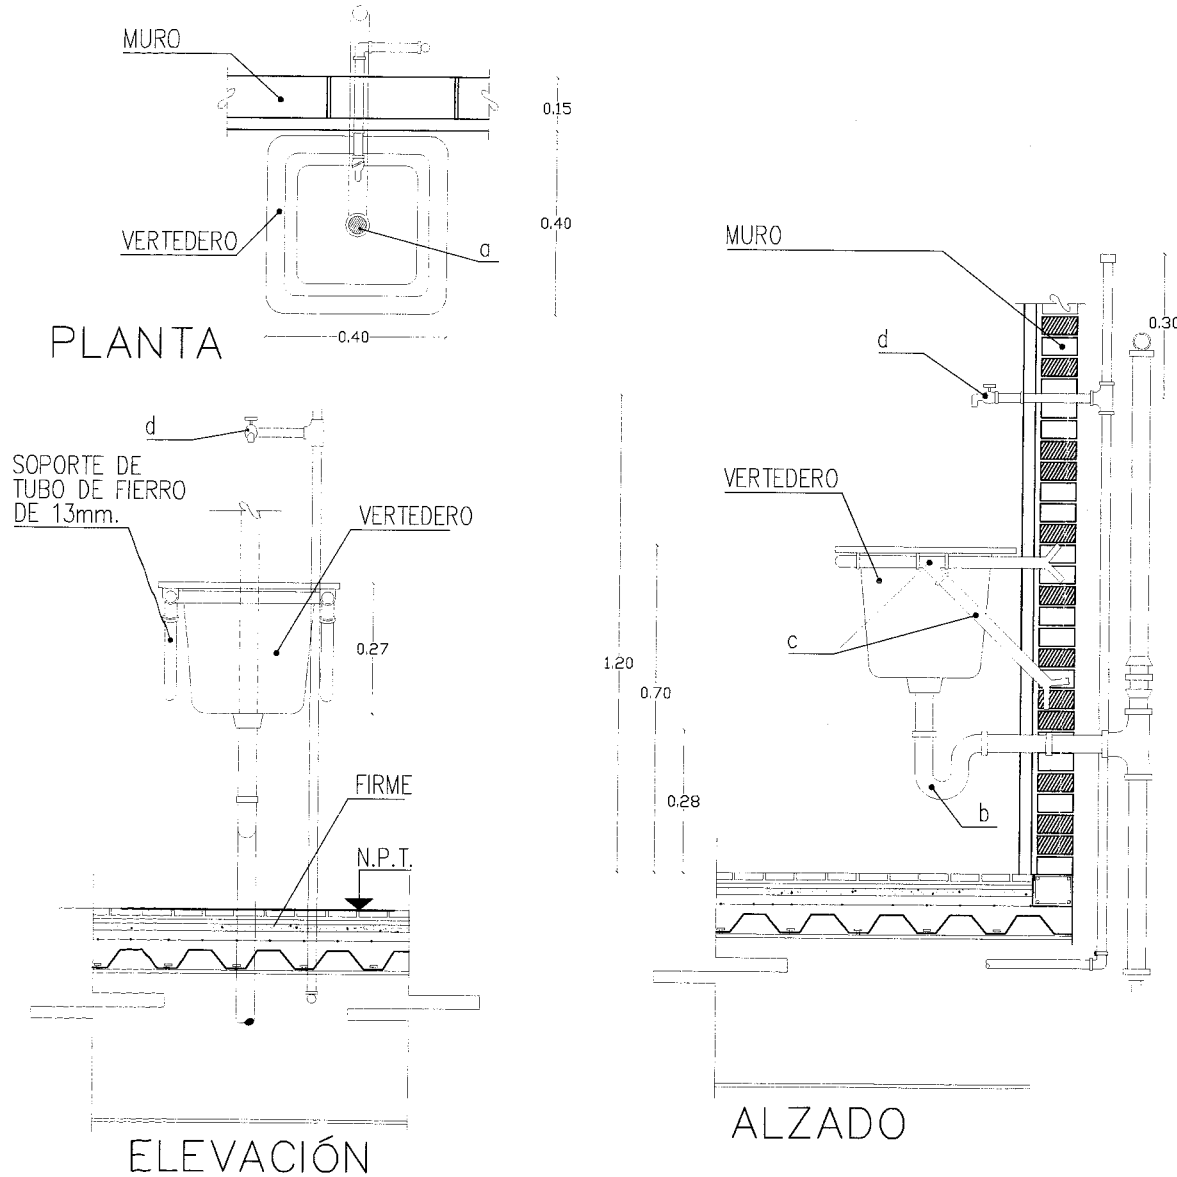 MURO
0.15
0.40
VERTEDERO
a
0.40
PLANTA
d
SOPORTE DE
TUBO DE FIERRO
DE 13mm.
VERTEDERO
0.27
FIRME
N.P.T.
ELEVACIÓN
MURO
0.30
d
VERTEDERO
c
1.20
0.70
0.28
b
ALZADO